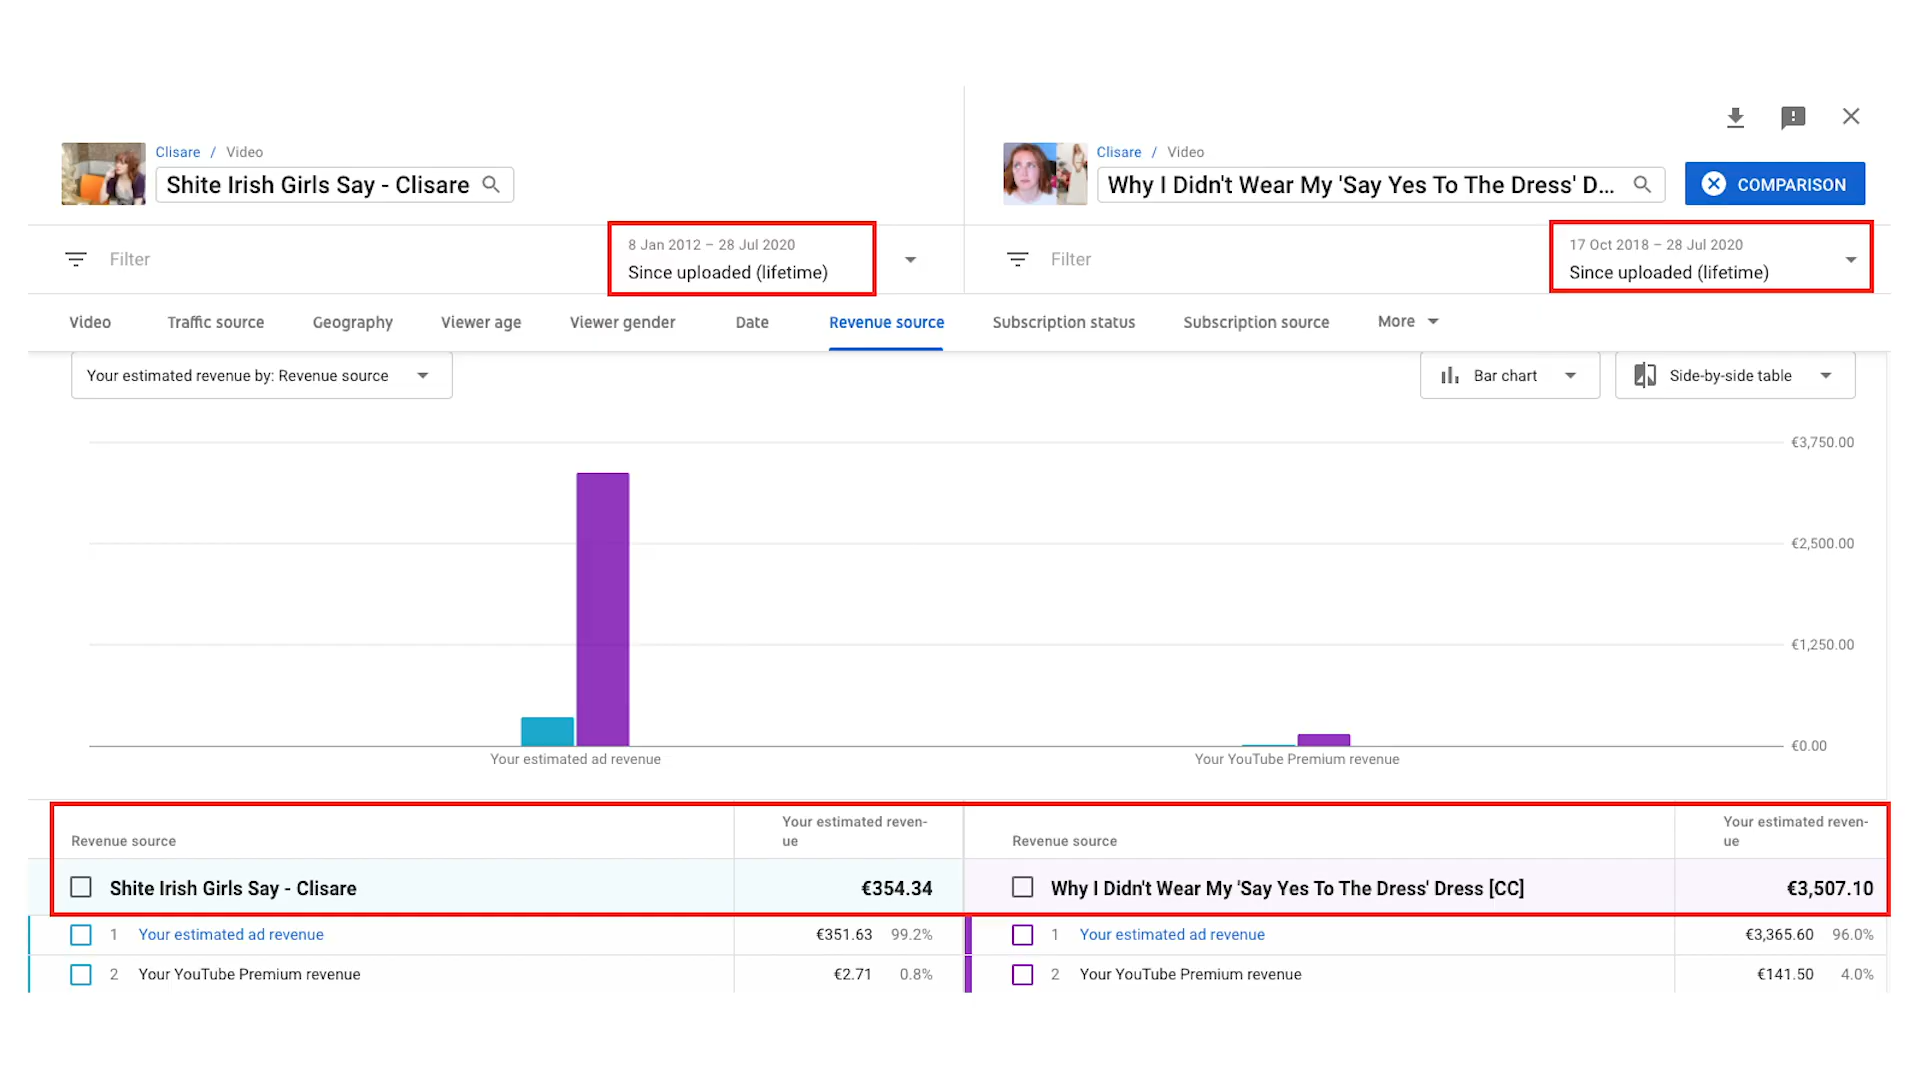 Clisare / Video
Shite Irish Girls Say - Clisare
Clisare / Video
Why I Didn't Wear My 'Say Yes To The Dress' D...
COMPARISON
Filter
8 Jan 2012 – 28 Jul 2020
Since uploaded (lifetime)
Filter
17 Oct 2018 – 28 Jul 2020
Since uploaded (lifetime)
Video Traffic source Geography Viewer age Viewer gender Date Revenue source Subscription status Subscription source More
Your estimated revenue by: Revenue source
Bar chart
Side-by-side table
€3,750.00
€2,500.00
€1,250.00
€0.00
Your estimated ad revenue
Your YouTube Premium revenue
Revenue source
Your estimated reven-
ue
Revenue source
Your estimated reven-
ue
Shite Irish Girls Say - Clisare €354.34
Why I Didn't Wear My 'Say Yes To The Dress' Dress [CC] €3,507.10
1 Your estimated ad revenue €351.63 99.2%
1 Your estimated ad revenue €3,365.60 96.0%
2 Your YouTube Premium revenue €2.71 0.8%
2 Your YouTube Premium revenue €141.50 4.0%